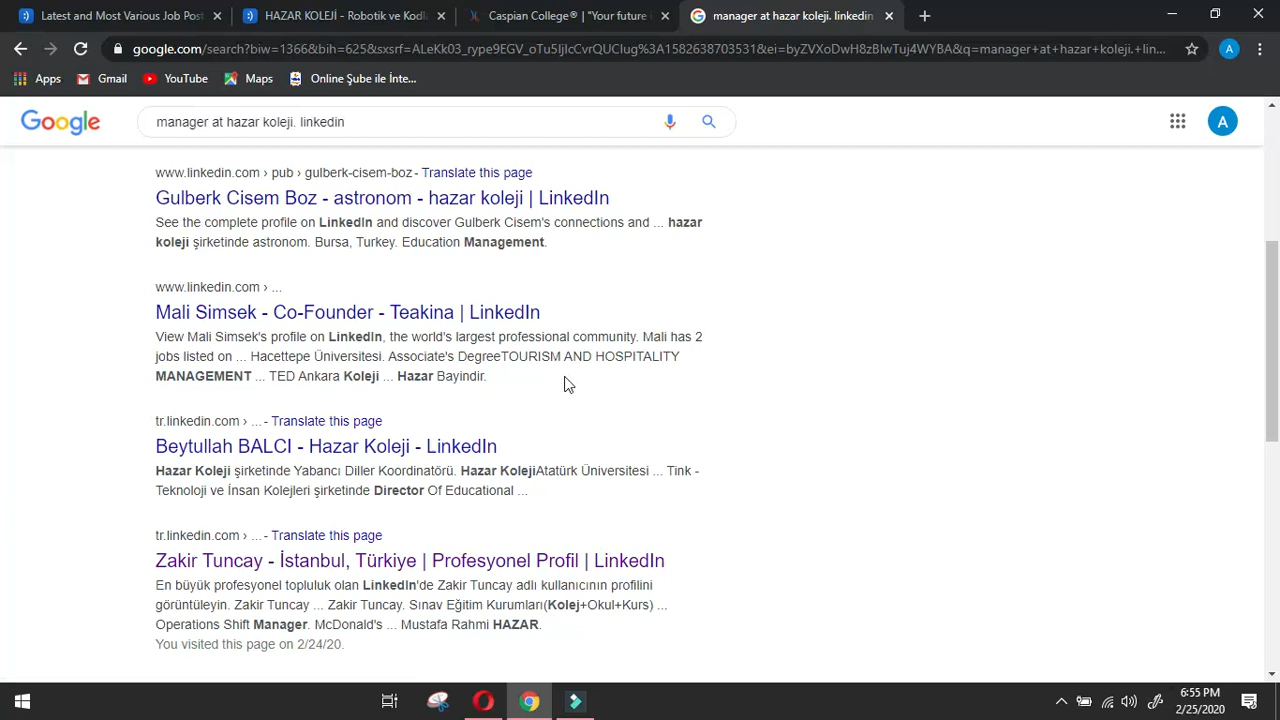 Latest and Most Various Job Post
HAZAR KOLEJİ - Robotik ve Kodl
Caspian College® | "Your future
manager at hazar koleji. linkedin
google.com/search?biw=1366&bih=625&sxsrf=ALeKk03_rype9EGV_oTu5IjIcCvrQUCIug%3A1582638703531&ei=byZVXoDwH8zBlwTuj4WYBA&q=manager+at+hazar+koleji.+lin...
A
Apps
Gmail
YouTube
Maps
Online Şube ile İnte...
Google
manager at hazar koleji. linkedin
A
www.linkedin.com › pub › gulberk-cisem-boz - Translate this page
Gulberk Cisem Boz - astronom - hazar koleji | LinkedIn
See the complete profile on LinkedIn and discover Gulberk Cisem's connections and ... hazar
koleji şirketinde astronom. Bursa, Turkey. Education Management.
www.linkedin.com › ...
Mali Simsek - Co-Founder - Teakina | LinkedIn
View Mali Simsek's profile on LinkedIn, the world's largest professional community. Mali has 2
jobs listed on ... Hacettepe Üniversitesi. Associate's DegreeTOURISM AND HOSPITALITY
MANAGEMENT ... TED Ankara Koleji ... Hazar Bayindir.
tr.linkedin.com › ... - Translate this page
Beytullah BALCI - Hazar Koleji - LinkedIn
Hazar Koleji şirketinde Yabancı Diller Koordinatörü. Hazar KolejiAtatürk Üniversitesi ... Tink -
Teknoloji ve İnsan Kolejleri şirketinde Director Of Educational ...
tr.linkedin.com › ... - Translate this page
Zakir Tuncay - İstanbul, Türkiye | Profesyonel Profil | LinkedIn
En büyük profesyonel topluluk olan LinkedIn'de Zakir Tuncay adlı kullanıcının profilini
görüntüleyin. Zakir Tuncay ... Zakir Tuncay. Sınav Eğitim Kurumları(Kolej+Okul+Kurs) ...
Operations Shift Manager. McDonald's ... Mustafa Rahmi HAZAR.
You visited this page on 2/24/20.
6:55 PM
2/25/2020